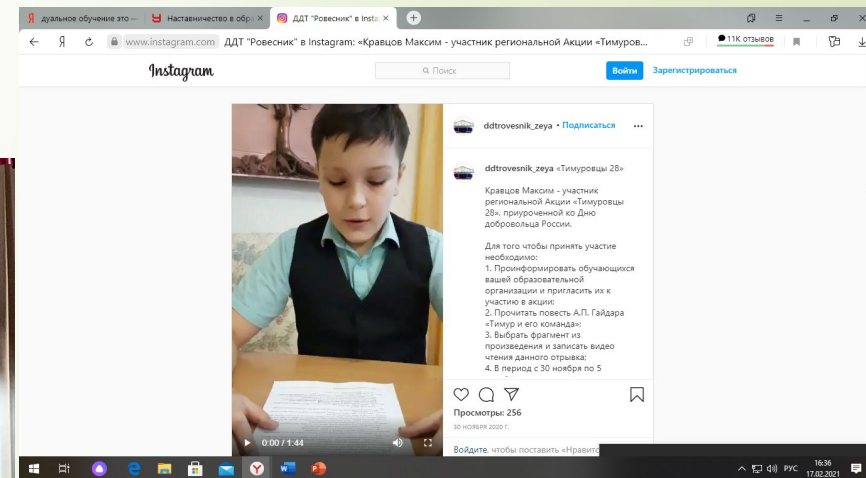 дуальное обучение это —
Наставничество в обра
ДДТ "Ровесник" в Insta
www.instagram.com ДДТ "Ровесник" в Instagram: «Кравцов Максим - участник региональной Акции «Тимуров...
11К отзывов
Instagram
Поиск
Войти
Зарегистрироваться
ddtrovesnik_zeya • Подписаться
ddtrovesnik_zeya «Тимуровцы 28»
Кравцов Максим - участник
региональной Акции «Тимуровцы
28», приуроченной ко Дню
добровольца России.
Для того чтобы принять участие
необходимо:
1. Проинформировать обучающихся
вашей образовательной
организации и пригласить их к
участию в акции;
2. Прочитать повесть А.П. Гайдара
«Тимур и его команда»;
3. Выбрать фрагмент из
произведения и записать видео
чтения данного отрывка;
4. В период с 30 ноября по 5
Просмотры: 256
30 НОЯБРЯ 2020 Г.
Войдите, чтобы поставить «Нравитс
0:00 / 1:44
РУС
16:36
17.02.2021